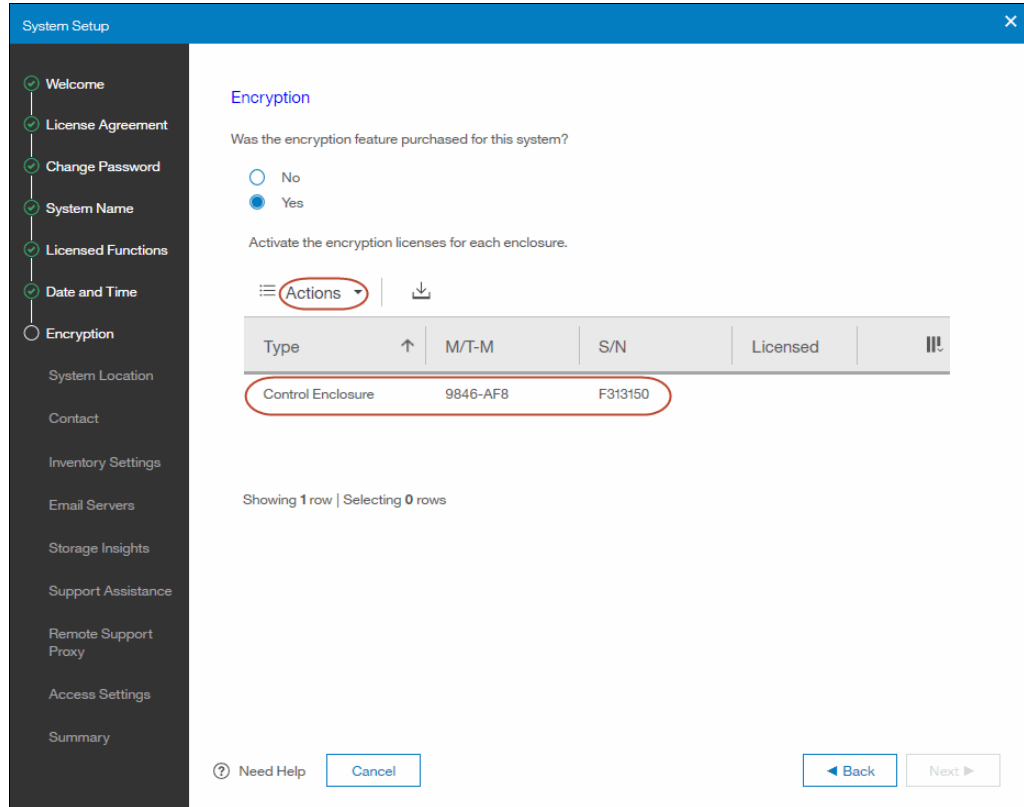 System Setup
Welcome
License Agreement
Change Password
System Name
Licensed Functions
Date and Time
Encryption
System Location
Contact
Inventory Settings
Email Servers
Storage Insights
Support Assistance
Remote Support
Proxy
Access Settings
Summary
Encryption
Was the encryption feature purchased for this system?
No
Yes
Activate the encryption licenses for each enclosure.
Actions
Type M/T-M S/N Licensed
Control Enclosure 9846-AF8 F313150
Showing 1 row | Selecting 0 rows
Need Help Cancel Back Next